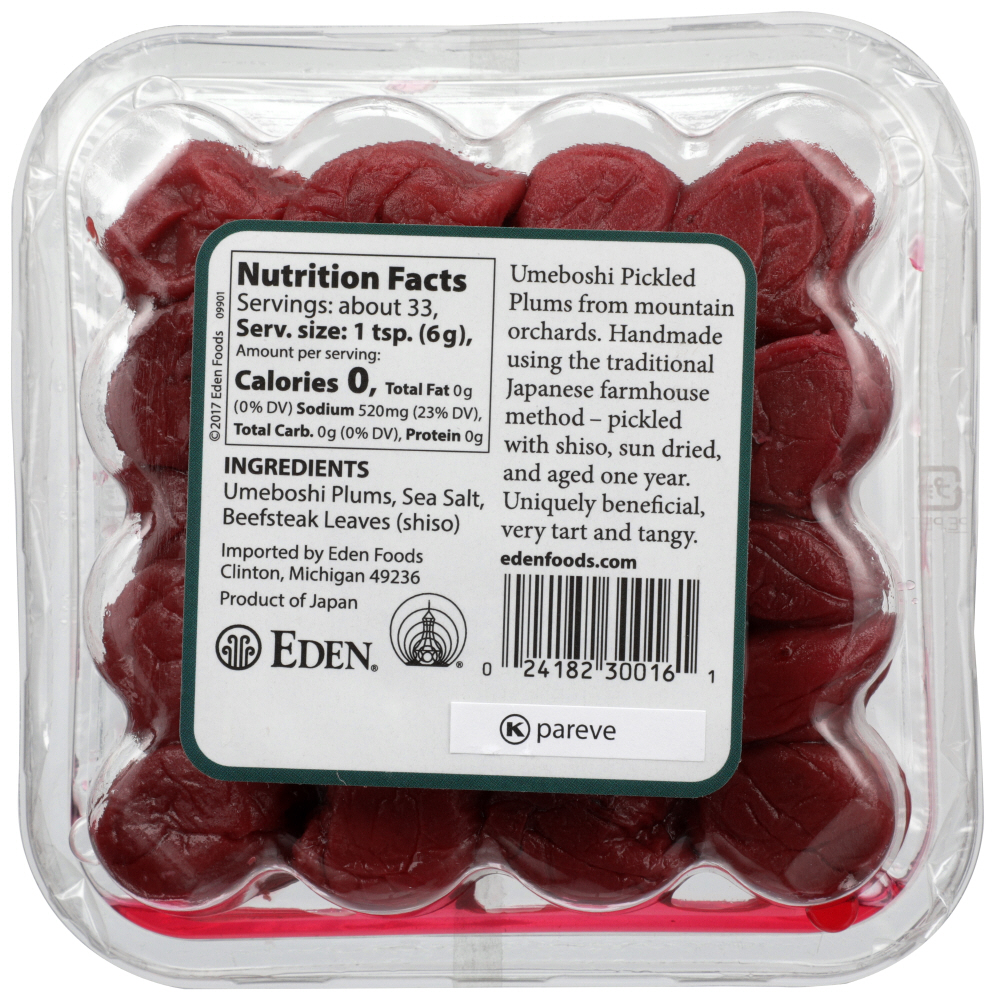 Nutrition Facts
Servings: about 33,
Serv. size: 1 tsp. (6g),
Amount per serving:
Calories 0, Total Fat 0g
(0% DV) Sodium 520mg (23% DV),
Total Carb. 0g (0% DV), Protein 0g
©2017 Eden Foods 09901
INGREDIENTS
Umeboshi Plums, Sea Salt,
Beefsteak Leaves (shiso)
Imported by Eden Foods
Clinton, Michigan 49236
Product of Japan
EDEN®
®
Umeboshi Pickled
Plums from mountain
orchards. Handmade
using the traditional
Japanese farmhouse
method – pickled
with shiso, sun dried,
and aged one year.
Uniquely beneficial,
very tart and tangy.
edenfoods.com
0 24182 30016 1
K pareve